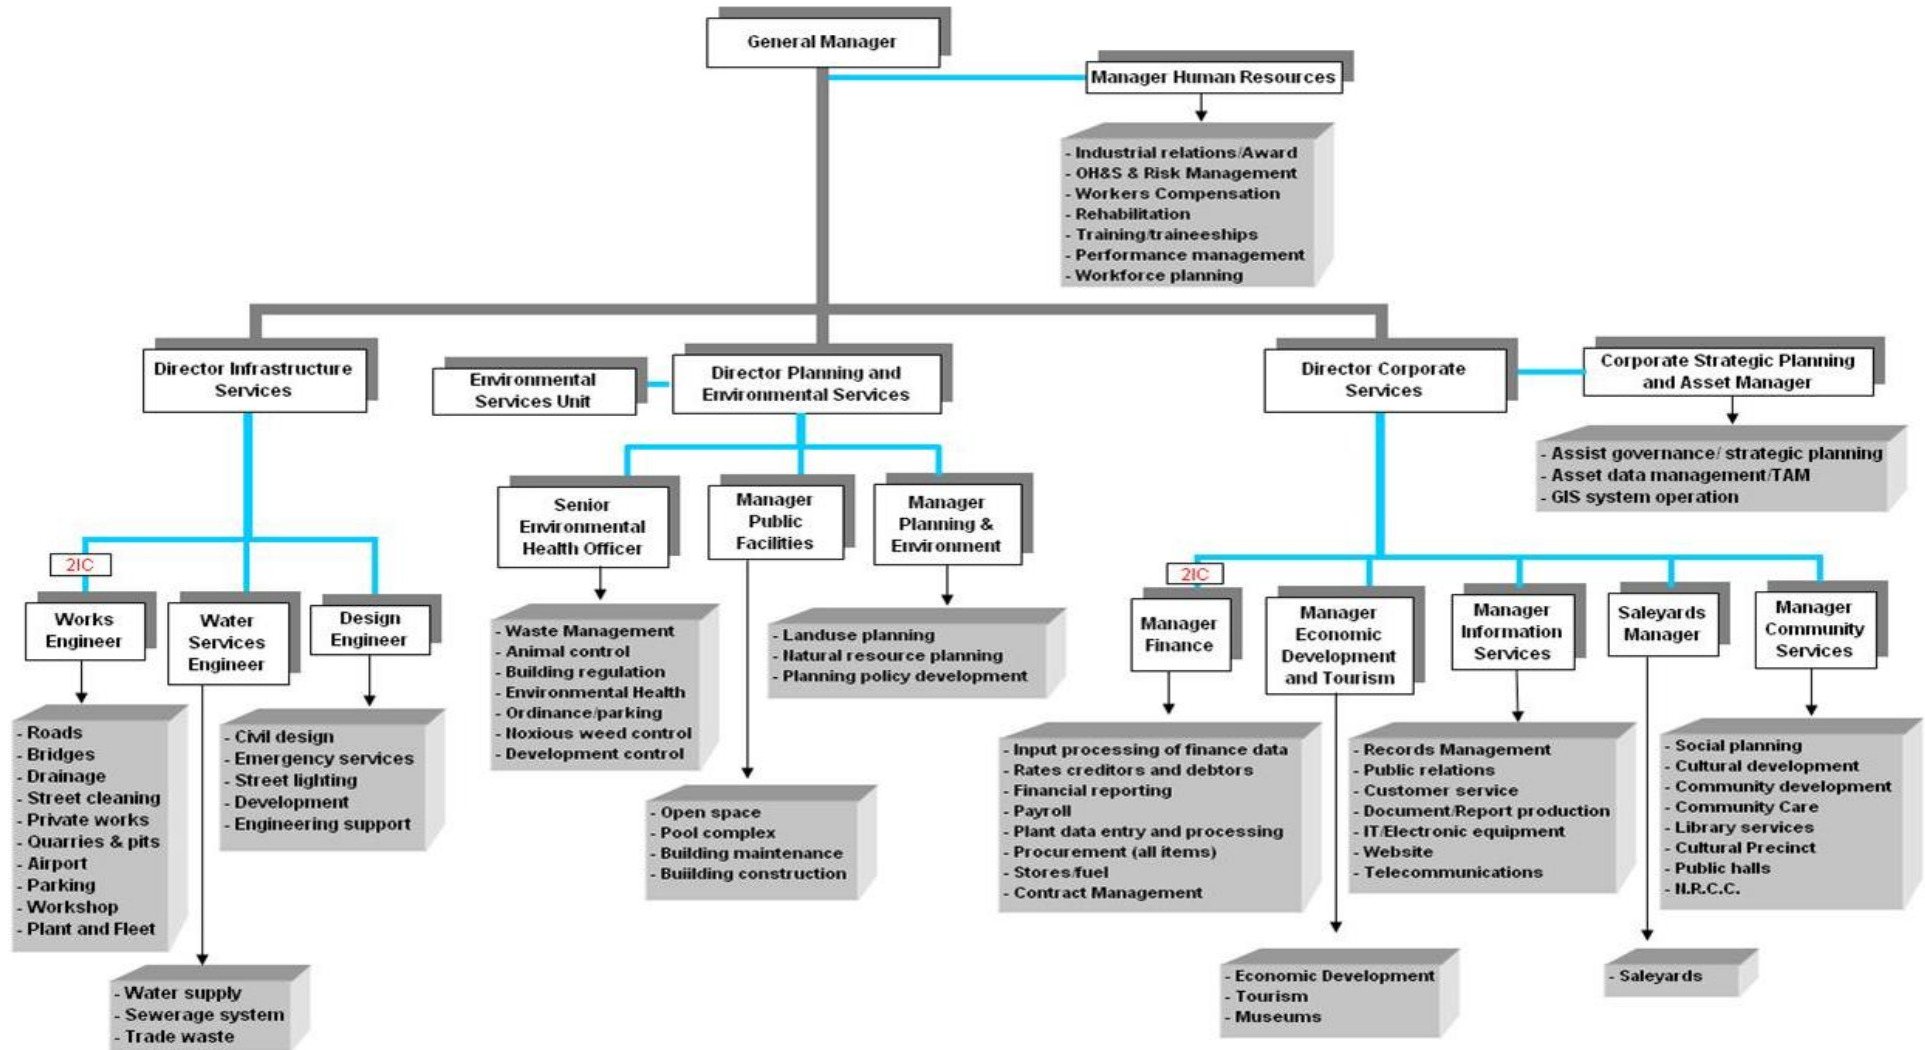 General Manager
Manager Human Resources
- Industrial relations/Award
- OH&S & Risk Management
- Workers Compensation
- Rehabilitation
- Training/traineeships
- Performance management
- Workforce planning
Director Infrastructure
Services
Environmental
Services Unit
Director Planning and
Environmental Services
Director Corporate
Services
Corporate Strategic Planning
and Asset Manager
- Assist governance/ strategic planning
- Asset data management/TAM
- GIS system operation
2IC
Works
Engineer
Water
Services
Engineer
Design
Engineer
- Roads
- Bridges
- Drainage
- Street cleaning
- Private works
- Quarries & pits
- Airport
- Parking
- Workshop
- Plant and Fleet
- Water supply
- Sewerage system
- Trade waste
- Civil design
- Emergency services
- Street lighting
- Development
- Engineering support
Senior
Environmental
Health Officer
Manager
Public
Facilities
Manager
Planning &
Environment
- Waste Management
- Animal control
- Building regulation
- Environmental Health
- Ordinance/parking
- Noxious weed control
- Development control
- Open space
- Pool complex
- Building maintenance
- Buiilding construction
- Landuse planning
- Natural resource planning
- Planning policy development
2IC
Manager
Finance
Manager
Economic
Development
and Tourism
Manager
Information
Services
Saleyards
Manager
Manager
Community
Services
- Input processing of finance data
- Rates creditors and debtors
- Financial reporting
- Payroll
- Plant data entry and processing
- Procurement (all items)
- Stores/fuel
- Contract Management
- Economic Development
- Tourism
- Museums
- Records Management
- Public relations
- Customer service
- Document/Report production
- IT/Electronic equipment
- Website
- Telecommunications
- Saleyards
- Social planning
- Cultural development
- Community development
- Community Care
- Library services
- Cultural Precinct
- Public halls
- N.R.C.C.